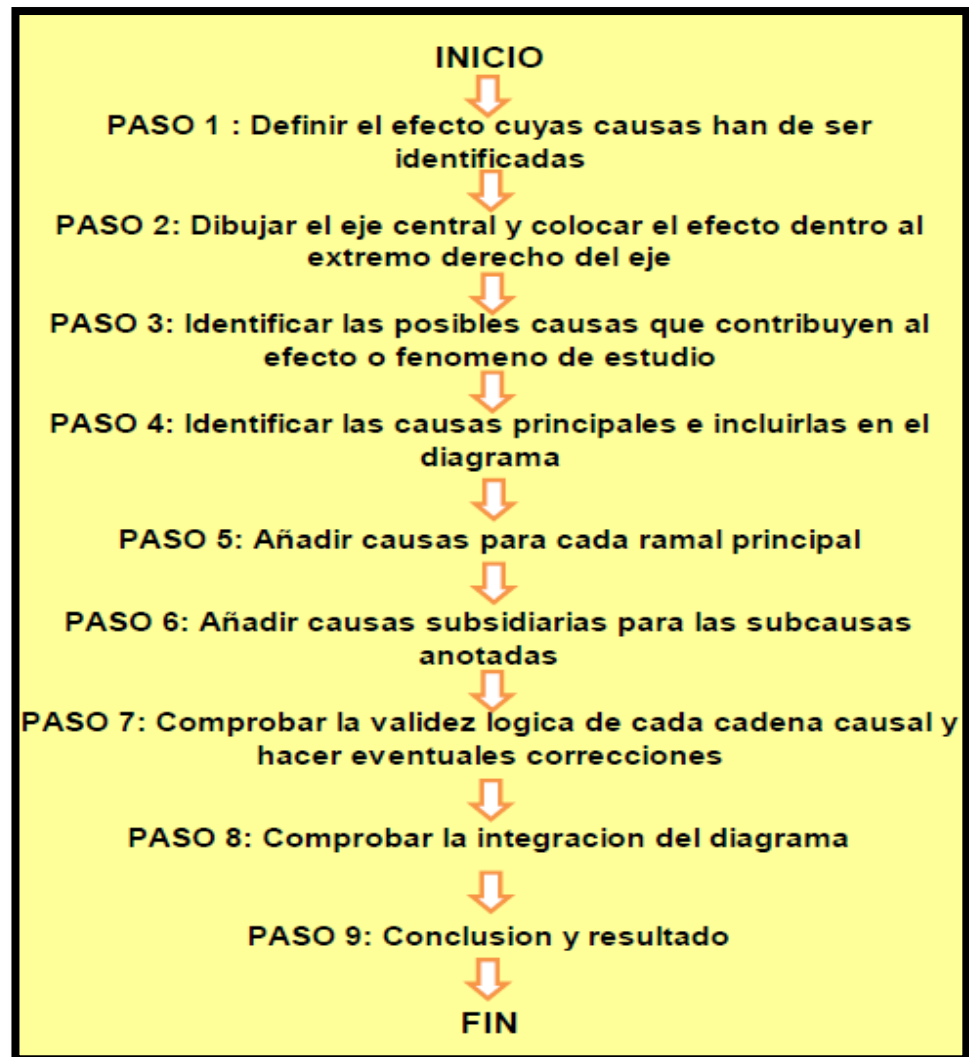 INICIO
PASO 1 : Definir el efecto cuyas causas han de ser
identificadas
PASO 2: Dibujar el eje central y colocar el efecto dentro al
extremo derecho del eje
PASO 3: Identificar las posibles causas que contribuyen al
efecto o fenomeno de estudio
PASO 4: Identificar las causas principales e incluirlas en el
diagrama
PASO 5: Añadir causas para cada ramal principal
PASO 6: Añadir causas subsidiarias para las subcausas
anotadas
PASO 7: Comprobar la validez logica de cada cadena causal y
hacer eventuales correcciones
PASO 8: Comprobar la integracion del diagrama
PASO 9: Conclusion y resultado
FIN